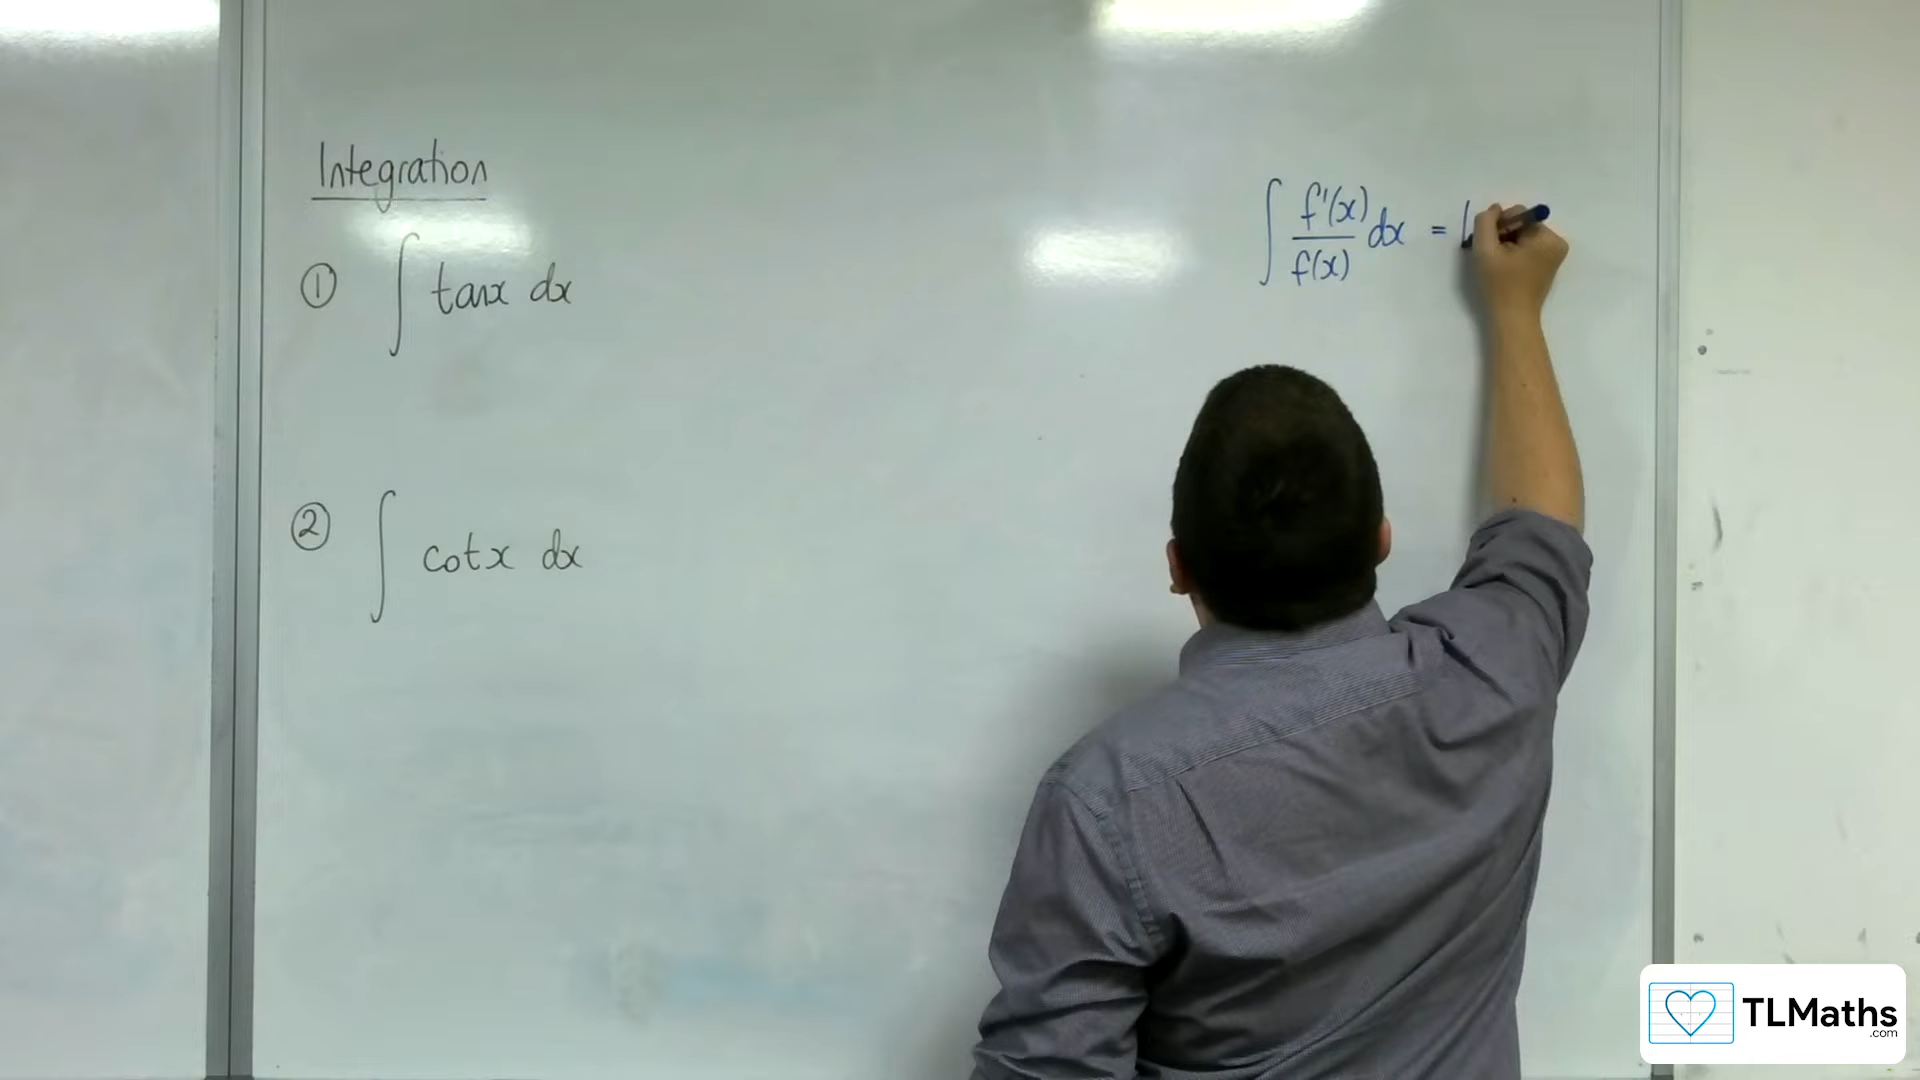 Integration
① ∫ tanx dx
② ∫ cotx dx
∫ f'(x)/f(x) dx =
TLMaths
.com